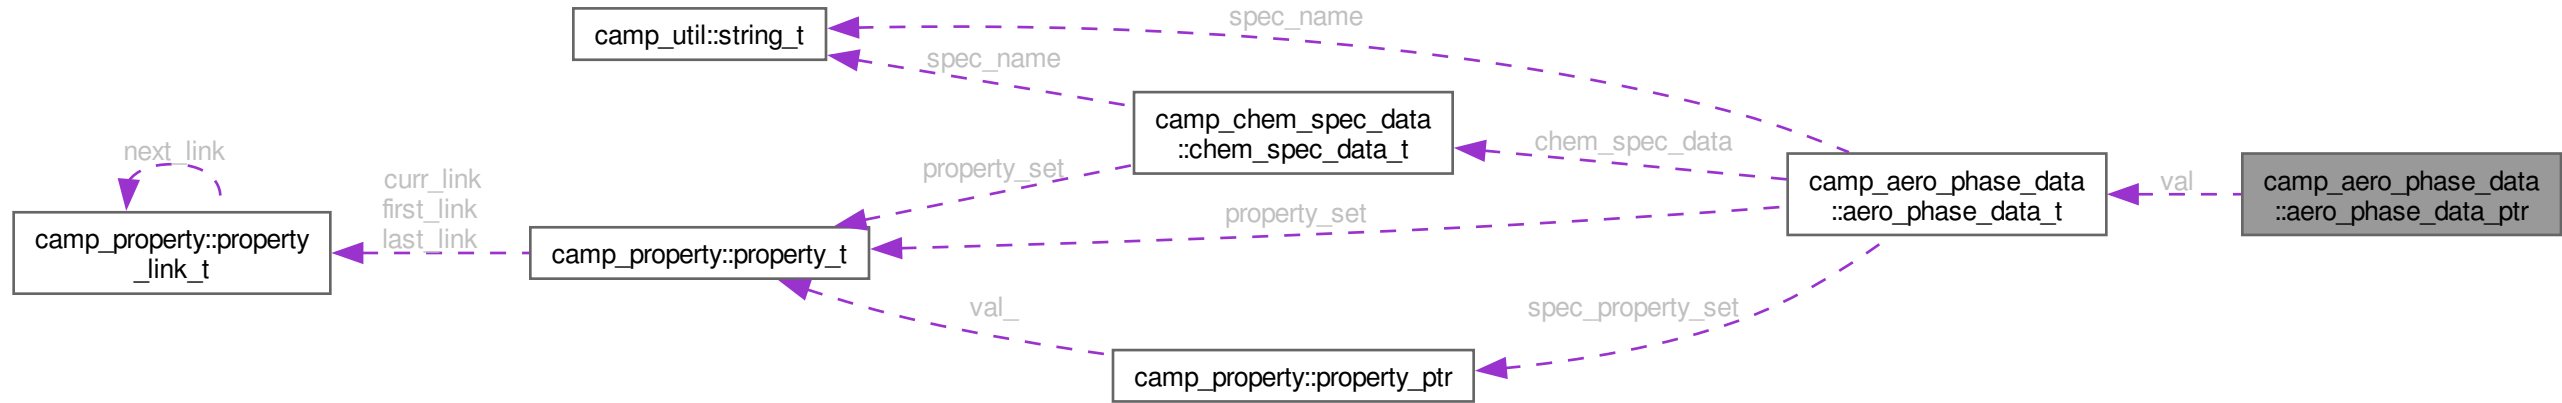 spec_name
camp_util::string_t
spec_name
camp_chem_spec_data
::chem_spec_data_t
chem_spec_data
next_link
property_set
curr_link
first_link
last_link
camp_aero_phase_data
::aero_phase_data_t
val
camp_aero_phase_data
::aero_phase_data_ptr
property_set
camp_property::property
_link_t
camp_property::property_t
val_
spec_property_set
camp_property::property_ptr